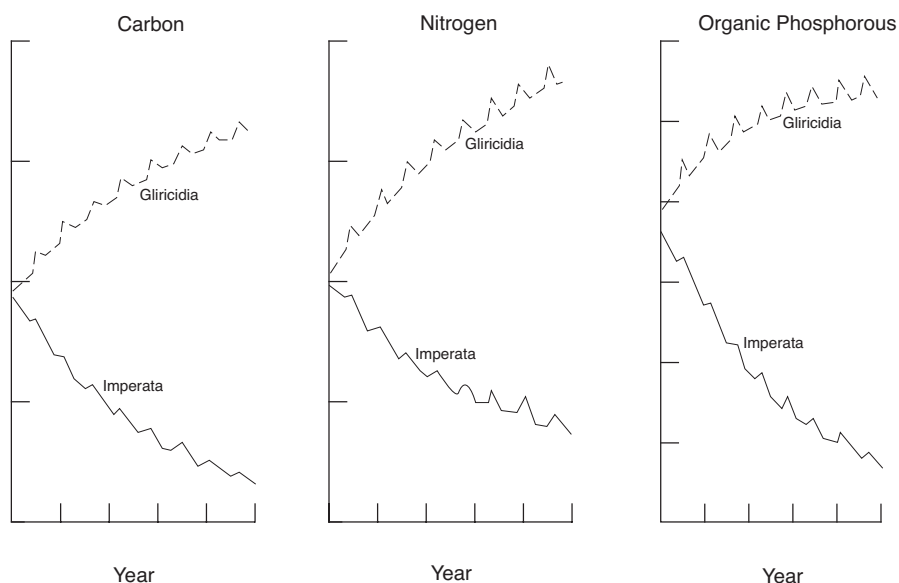 Carbon
Nitrogen
Organic Phosphorous
Gliricidia
Gliricidia
Gliricidia
Imperata
Imperata
Imperata
Year
Year
Year